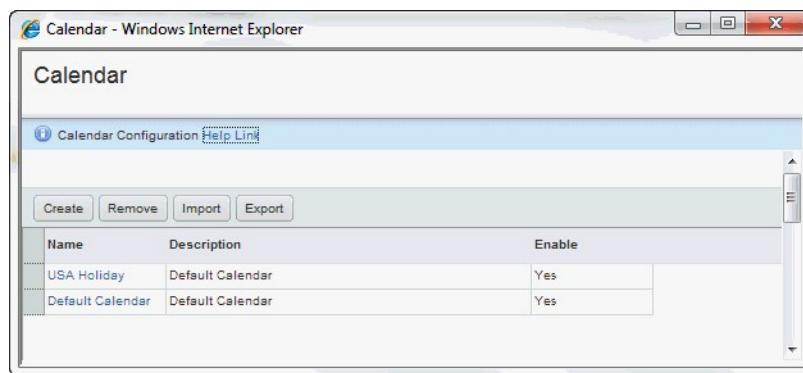 Calendar - Windows Internet Explorer
Calendar
Calendar Configuration Help Link
Create Remove Import Export
Name Description Enable
USA Holiday Default Calendar Yes
Default Calendar Default Calendar Yes